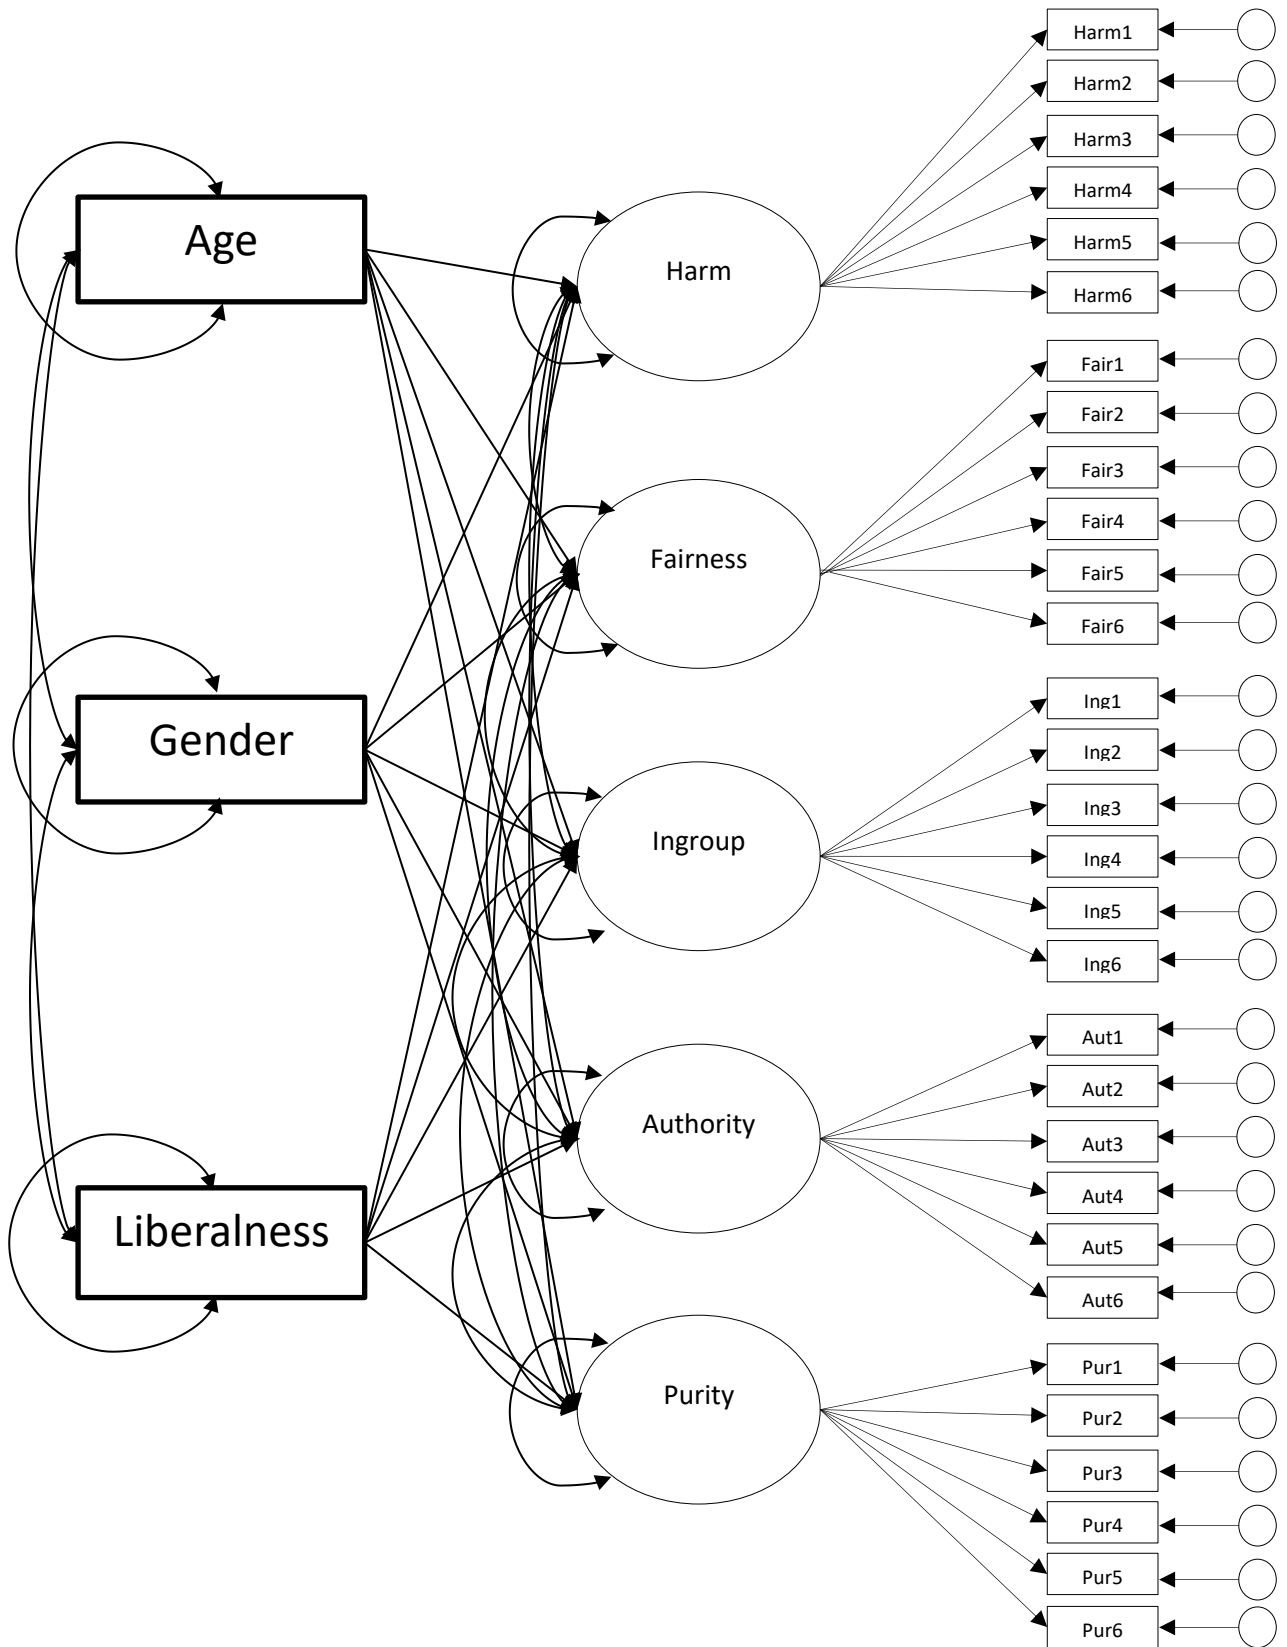 Age
Gender
Liberalness
Harm
Fairness
Ingroup
Authority
Purity
Harm1
Harm2
Harm3
Harm4
Harm5
Harm6
Fair1
Fair2
Fair3
Fair4
Fair5
Fair6
Ing1
Ing2
Ing3
Ing4
Ing5
Ing6
Aut1
Aut2
Aut3
Aut4
Aut5
Aut6
Pur1
Pur2
Pur3
Pur4
Pur5
Pur6